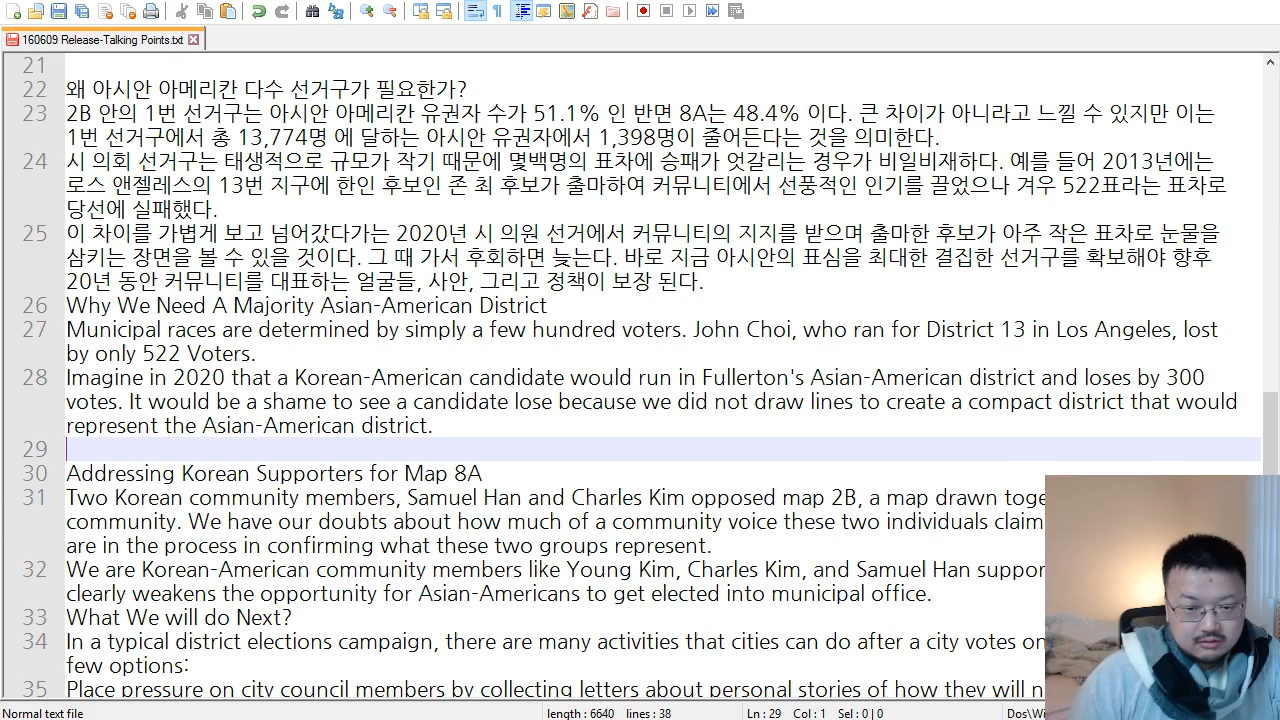 160609 Release-Talking Points.txt
21
22 왜 아시안 아메리칸 다수 선거구가 필요한가?
23 2B 안의 1번 선거구는 아시안 아메리칸 유권자 수가 51.1% 인 반면 8A는 48.4% 이다. 큰 차이가 아니라고 느낄 수 있지만 이는
1번 선거구에서 총 13,774명 에 달하는 아시안 유권자에서 1,398명이 줄어든다는 것을 의미한다.
24 시 의회 선거구는 태생적으로 규모가 작기 때문에 몇백명의 표차에 승패가 엇갈리는 경우가 비일비재하다. 예를 들어 2013년에는
로스 앤젤레스의 13번 지구에 한인 후보인 존 최 후보가 출마하여 커뮤니티에서 선풍적인 인기를 끌었으나 겨우 522표라는 표차로
당선에 실패했다.
25 이 차이를 가볍게 보고 넘어갔다가는 2020년 시 의원 선거에서 커뮤니티의 지지를 받으며 출마한 후보가 아주 작은 표차로 눈물을
삼키는 장면을 볼 수 있을 것이다. 그 때 가서 후회하면 늦는다. 바로 지금 아시안의 표심을 최대한 결집한 선거구를 확보해야 향후
20년 동안 커뮤니티를 대표하는 얼굴들, 사안, 그리고 정책이 보장 된다.
26 Why We Need A Majority Asian-American District
27 Municipal races are determined by simply a few hundred voters. John Choi, who ran for District 13 in Los Angeles, lost
by only 522 Voters.
28 Imagine in 2020 that a Korean-American candidate would run in Fullerton's Asian-American district and loses by 300
votes. It would be a shame to see a candidate lose because we did not draw lines to create a compact district that would
represent the Asian-American district.
29
30 Addressing Korean Supporters for Map 8A
31 Two Korean community members, Samuel Han and Charles Kim opposed map 2B, a map drawn toge
community. We have our doubts about how much of a community voice these two individuals claim
are in the process in confirming what these two groups represent.
32 We are Korean-American community members like Young Kim, Charles Kim, and Samuel Han suppor
clearly weakens the opportunity for Asian-Americans to get elected into municipal office.
33 What We will do Next?
34 In a typical district elections campaign, there are many activities that cities can do after a city votes on
few options:
35 Place pressure on city council members by collecting letters about personal stories of how they will n
Normal text file length : 6640 lines : 38 Ln : 29 Col : 1 Sel : 0 | 0 Dos\Wi